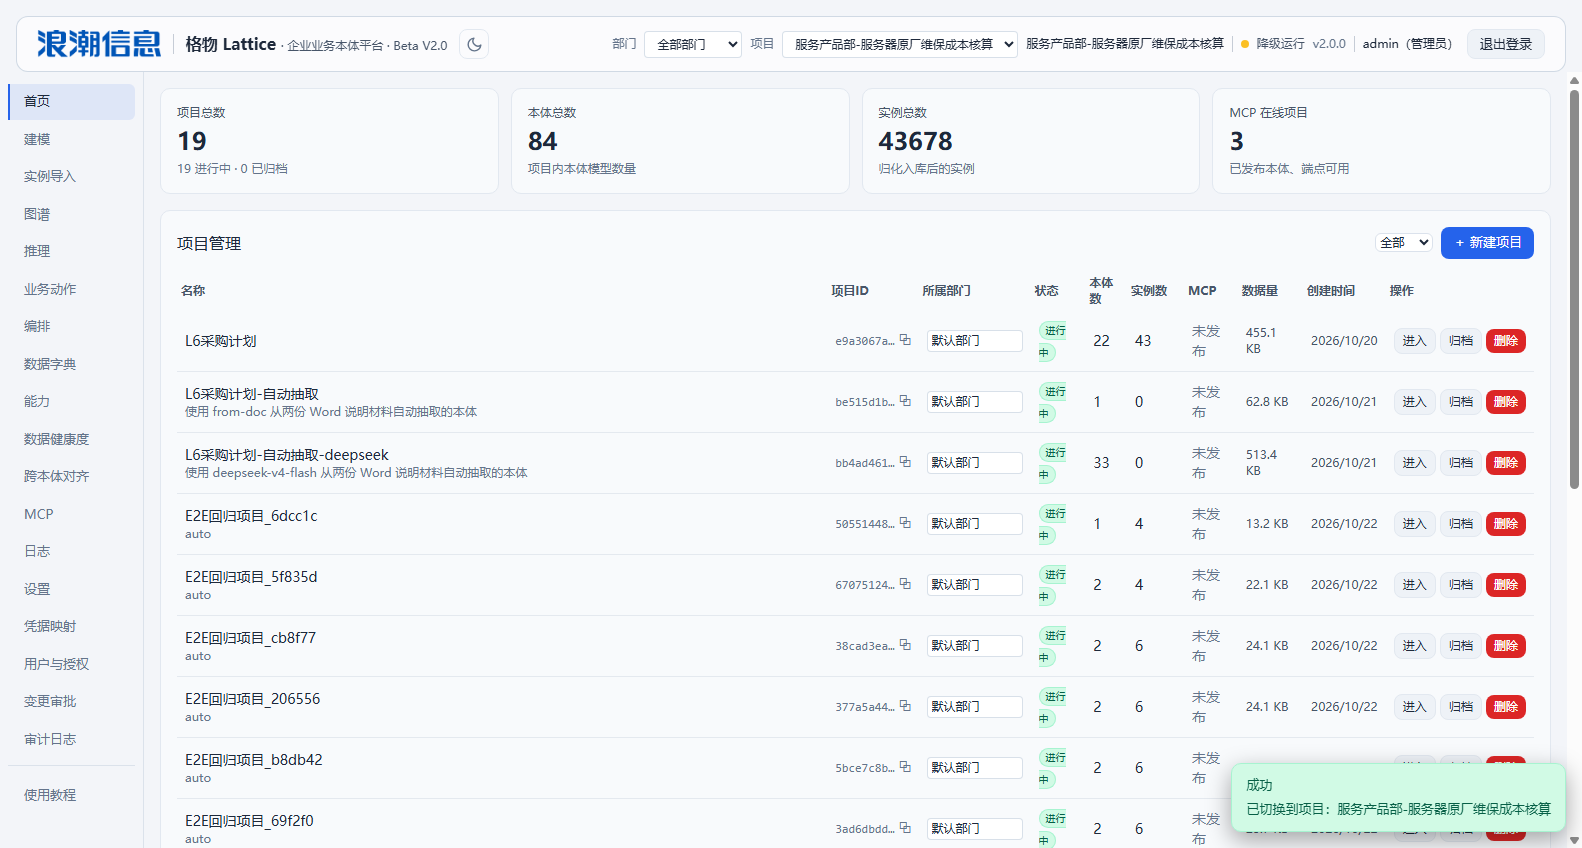 浪潮信息 格物 Lattice · 企业业务本体平台 · Beta V2.0 部门 全部部门 项目 服务产品部-服务器原厂维保成本核算 服务产品部-服务器原厂维保成本核算 降级运行 v2.0.0 admin（管理员） 退出登录
首页
建模
实例导入
图谱
推理
业务动作
编排
数据字典
能力
数据健康度
跨本体对齐
MCP
日志
设置
凭据映射
用户与授权
变更审批
审计日志
使用教程
项目总数
19
19 进行中 · 0 已归档
本体总数
84
项目内本体模型数量
实例总数
43678
归化入库后的实例
MCP 在线项目
3
已发布本体、端点可用
项目管理 全部 + 新建项目
名称 项目ID 所属部门 状态 本体数 实例数 MCP 数据量 创建时间 操作
L6采购计划 e9a3067a… 默认部门 进行中 22 43 未发布 455.1 KB 2026/10/20 进入 归档 删除
L6采购计划-自动抽取 be515d1b… 默认部门 进行中 1 0 未发布 62.8 KB 2026/10/21 进入 归档 删除
使用 from-doc 从两份 Word 说明材料自动抽取的本体
L6采购计划-自动抽取-deepseek bb4ad461… 默认部门 进行中 33 0 未发布 513.4 KB 2026/10/21 进入 归档 删除
使用 deepseek-v4-flash 从两份 Word 说明材料自动抽取的本体
E2E回归项目_6dcc1c 50551448… 默认部门 进行中 1 4 未发布 13.2 KB 2026/10/22 进入 归档 删除
auto
E2E回归项目_5f835d 67075124… 默认部门 进行中 2 4 未发布 22.1 KB 2026/10/22 进入 归档 删除
auto
E2E回归项目_cb8f77 38cad3ea… 默认部门 进行中 2 6 未发布 24.1 KB 2026/10/22 进入 归档 删除
auto
E2E回归项目_206556 377a5a44… 默认部门 进行中 2 6 未发布 24.1 KB 2026/10/22 进入 归档 删除
auto
E2E回归项目_b8db42 5bce7c8b… 默认部门 进行中 2 6 未发布
auto
E2E回归项目_69f2f0 3ad6dbdd… 默认部门 进行中 2 6 未发布
auto
成功
已切换到项目：服务产品部-服务器原厂维保成本核算